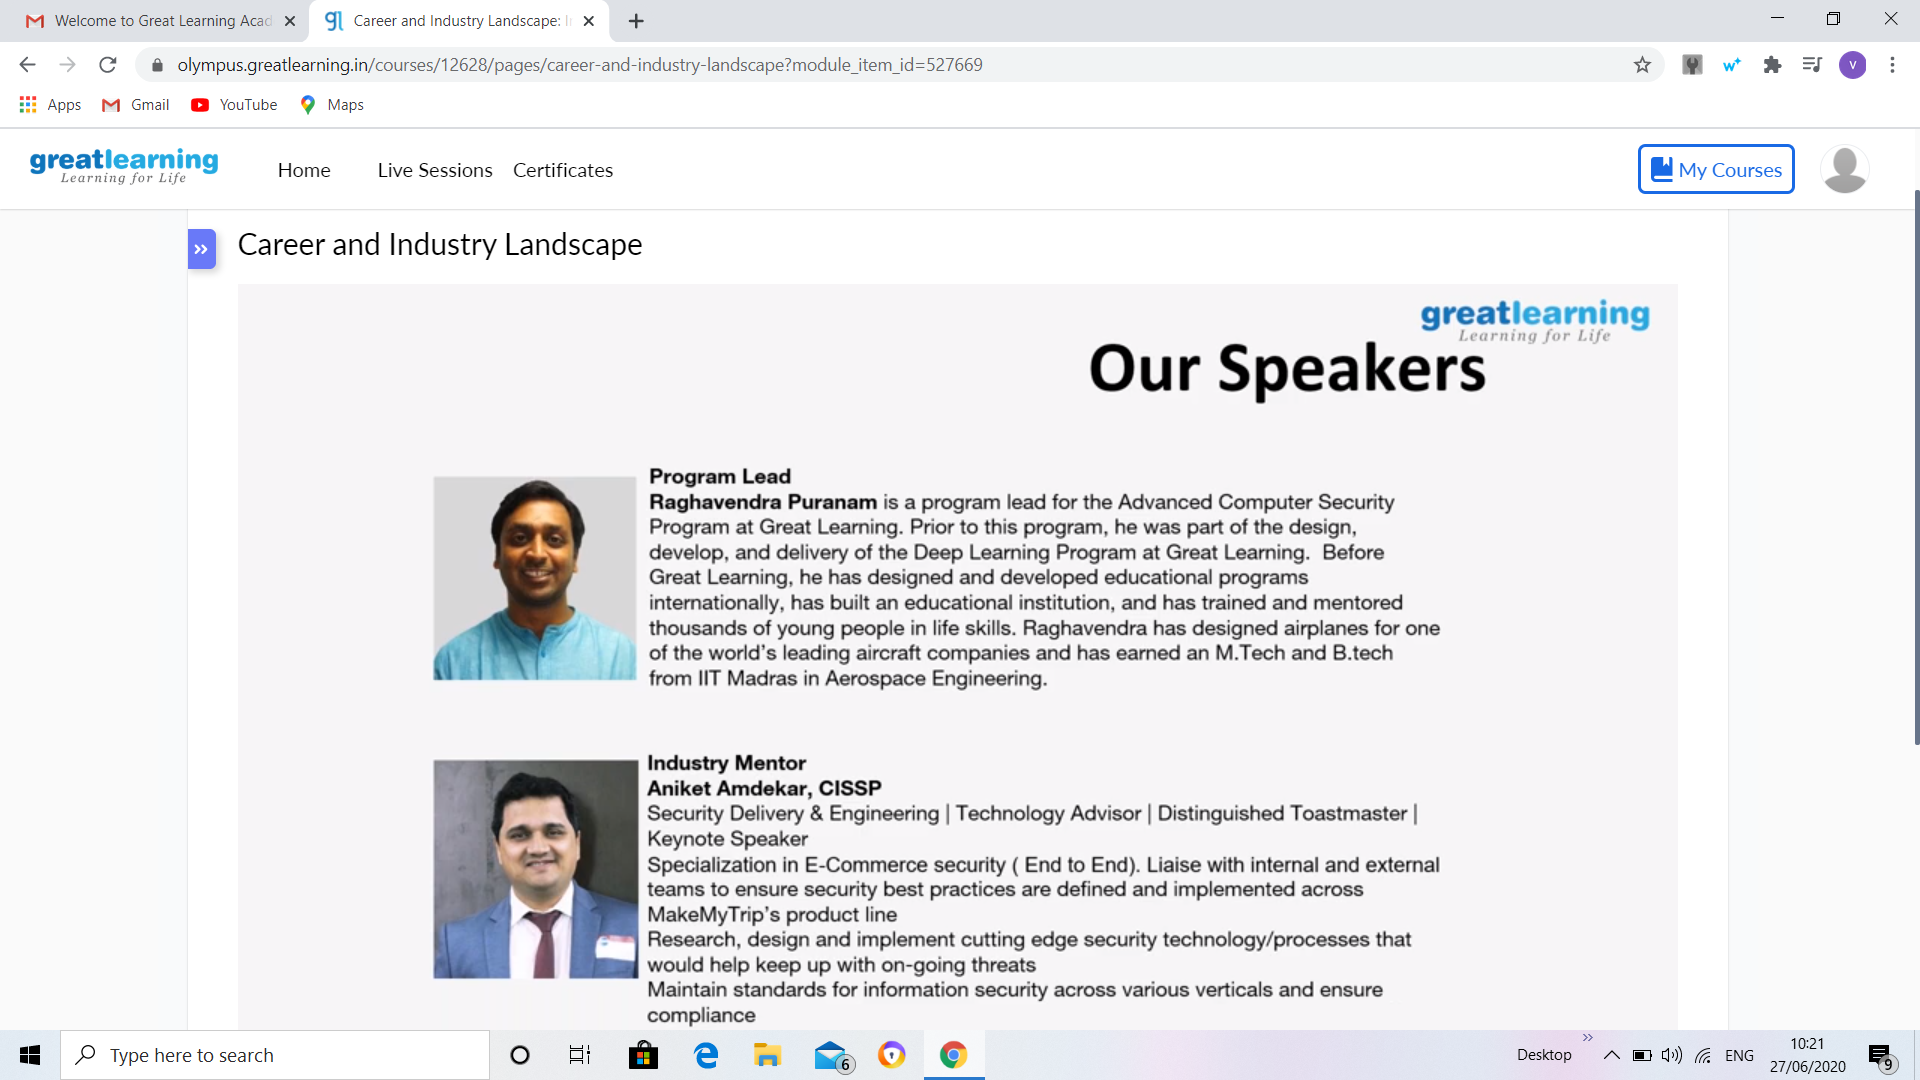 Welcome to Great Learning Acad
Career and Industry Landscape: I
olympus.greatlearning.in/courses/12628/pages/career-and-industry-landscape?module_item_id=527669
V
Apps
Gmail
YouTube
Maps
greatlearning
Learning for Life
Home
Live Sessions
Certificates
My Courses
Career and Industry Landscape
greatlearning
Learning for Life
Our Speakers
Program Lead
Raghavendra Puranam is a program lead for the Advanced Computer Security
Program at Great Learning. Prior to this program, he was part of the design,
develop, and delivery of the Deep Learning Program at Great Learning.  Before
Great Learning, he has designed and developed educational programs
internationally, has built an educational institution, and has trained and mentored
thousands of young people in life skills. Raghavendra has designed airplanes for one
of the world's leading aircraft companies and has earned an M.Tech and B.tech
from IIT Madras in Aerospace Engineering.
Industry Mentor
Aniket Amdekar, CISSP
Security Delivery & Engineering | Technology Advisor | Distinguished Toastmaster |
Keynote Speaker
Specialization in E-Commerce security ( End to End). Liaise with internal and external
teams to ensure security best practices are defined and implemented across
MakeMyTrip's product line
Research, design and implement cutting edge security technology/processes that
would help keep up with on-going threats
Maintain standards for information security across various verticals and ensure
compliance
Type here to search
6
Desktop
ENG
10:21
27/06/2020
9